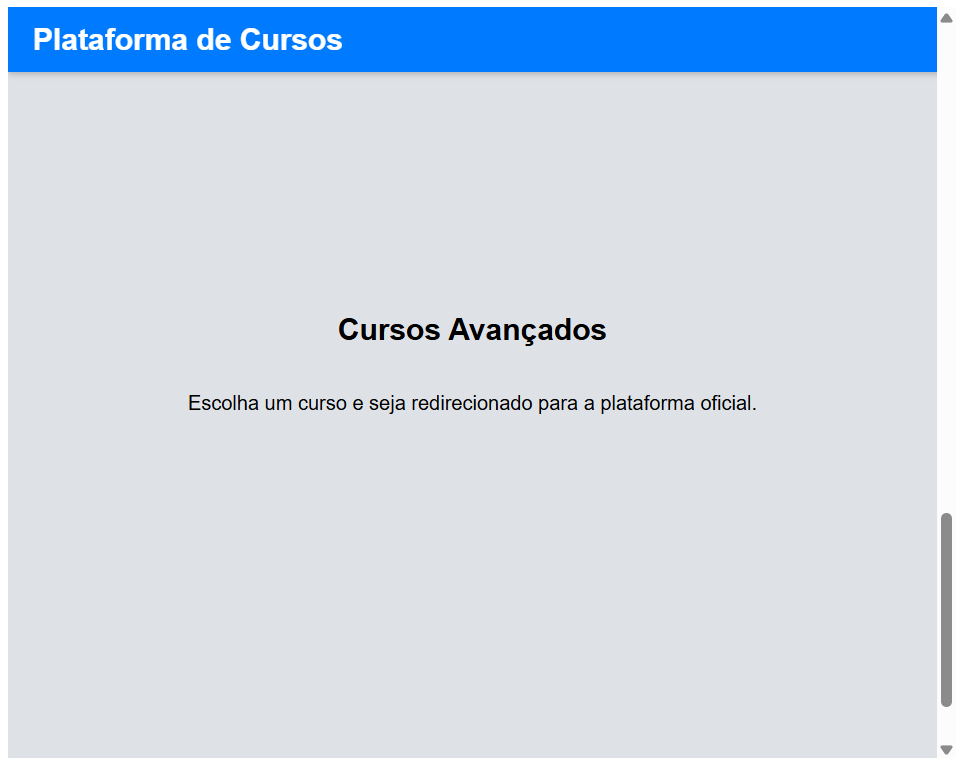 Plataforma de Cursos
Cursos Avançados
Escolha um curso e seja redirecionado para a plataforma oficial.